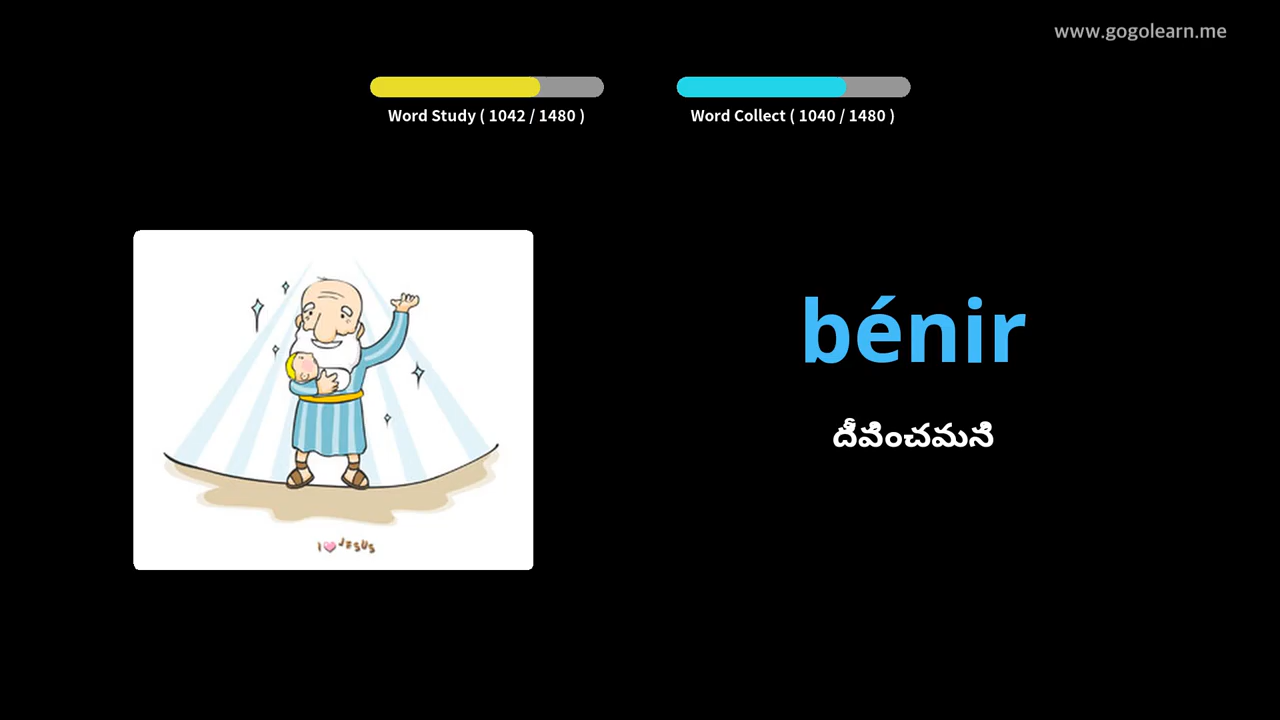 www.gogolearn.me
Word Study ( 1042 / 1480 )
Word Collect ( 1040 / 1480 )
bénir
దీవించమని
I ♥ JESUS